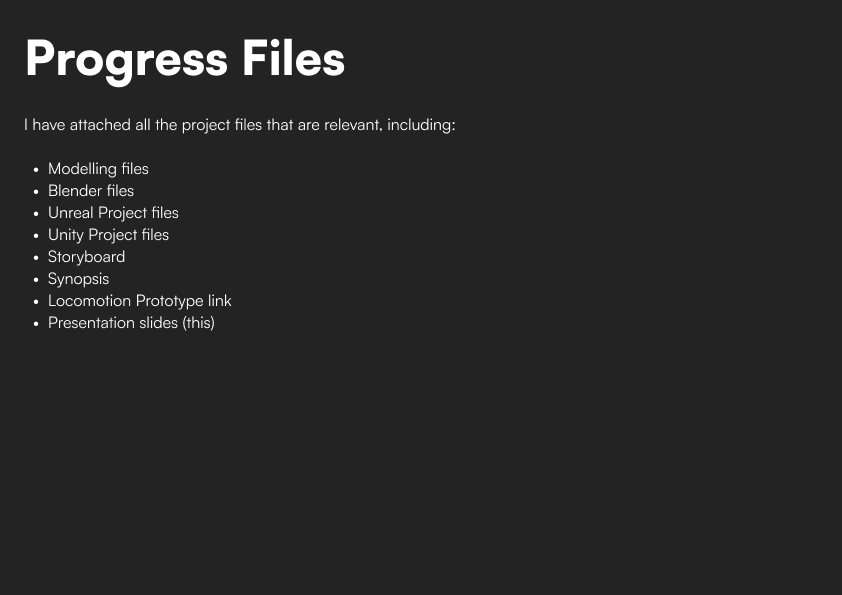 Progress Files
I have attached all the project files that are relevant, including:
• Modelling files
• Blender files
• Unreal Project files
• Unity Project files
• Storyboard
• Synopsis
• Locomotion Prototype link
• Presentation slides (this)